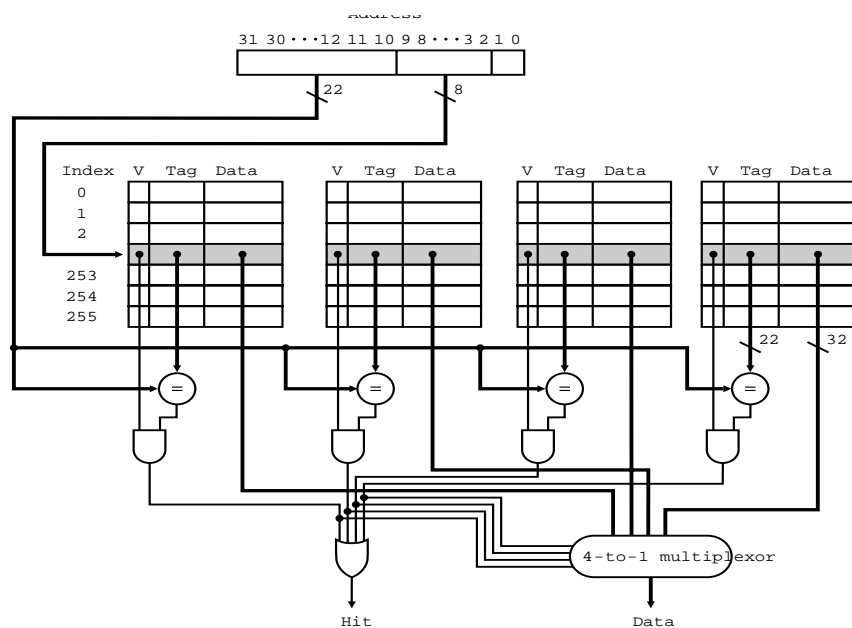 Address
31 30 ···12 11 10 9 8 ··· 3 2 1 0
22 8
Index V Tag Data V Tag Data V Tag Data V Tag Data
0
1
2
253
254
255
22 32
= = = =
4-to-1 multiplexor
Hit Data